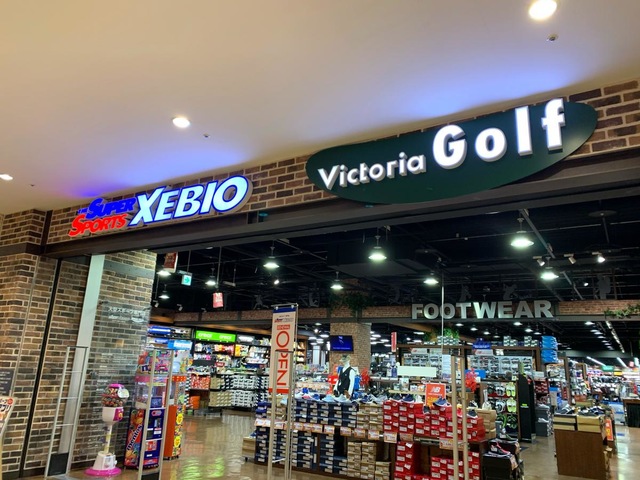 SUPER
SPORTS
XEBIO
Victoria Golf
FOOTWEAR
OPEN